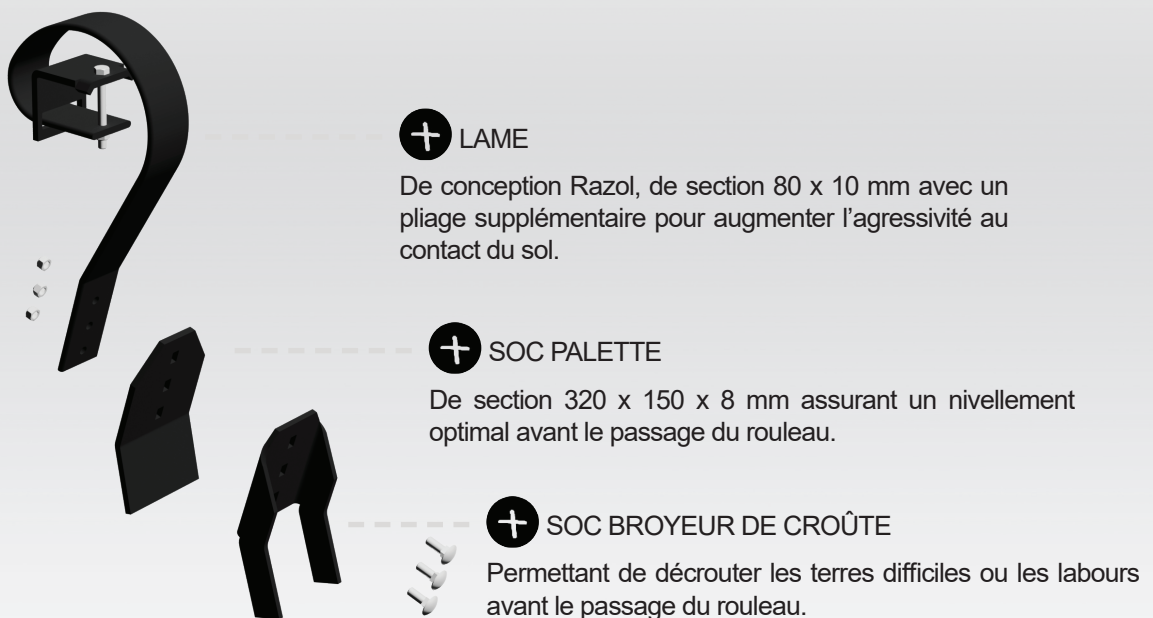 LAME
De conception Razol, de section 80 x 10 mm avec un
pliage supplémentaire pour augmenter l’agressivité au
contact du sol.
SOC PALETTE
De section 320 x 150 x 8 mm assurant un nivellement
optimal avant le passage du rouleau.
SOC BROYEUR DE CROÛTE
Permettant de décrouter les terres difficiles ou les labours
avant le passage du rouleau.